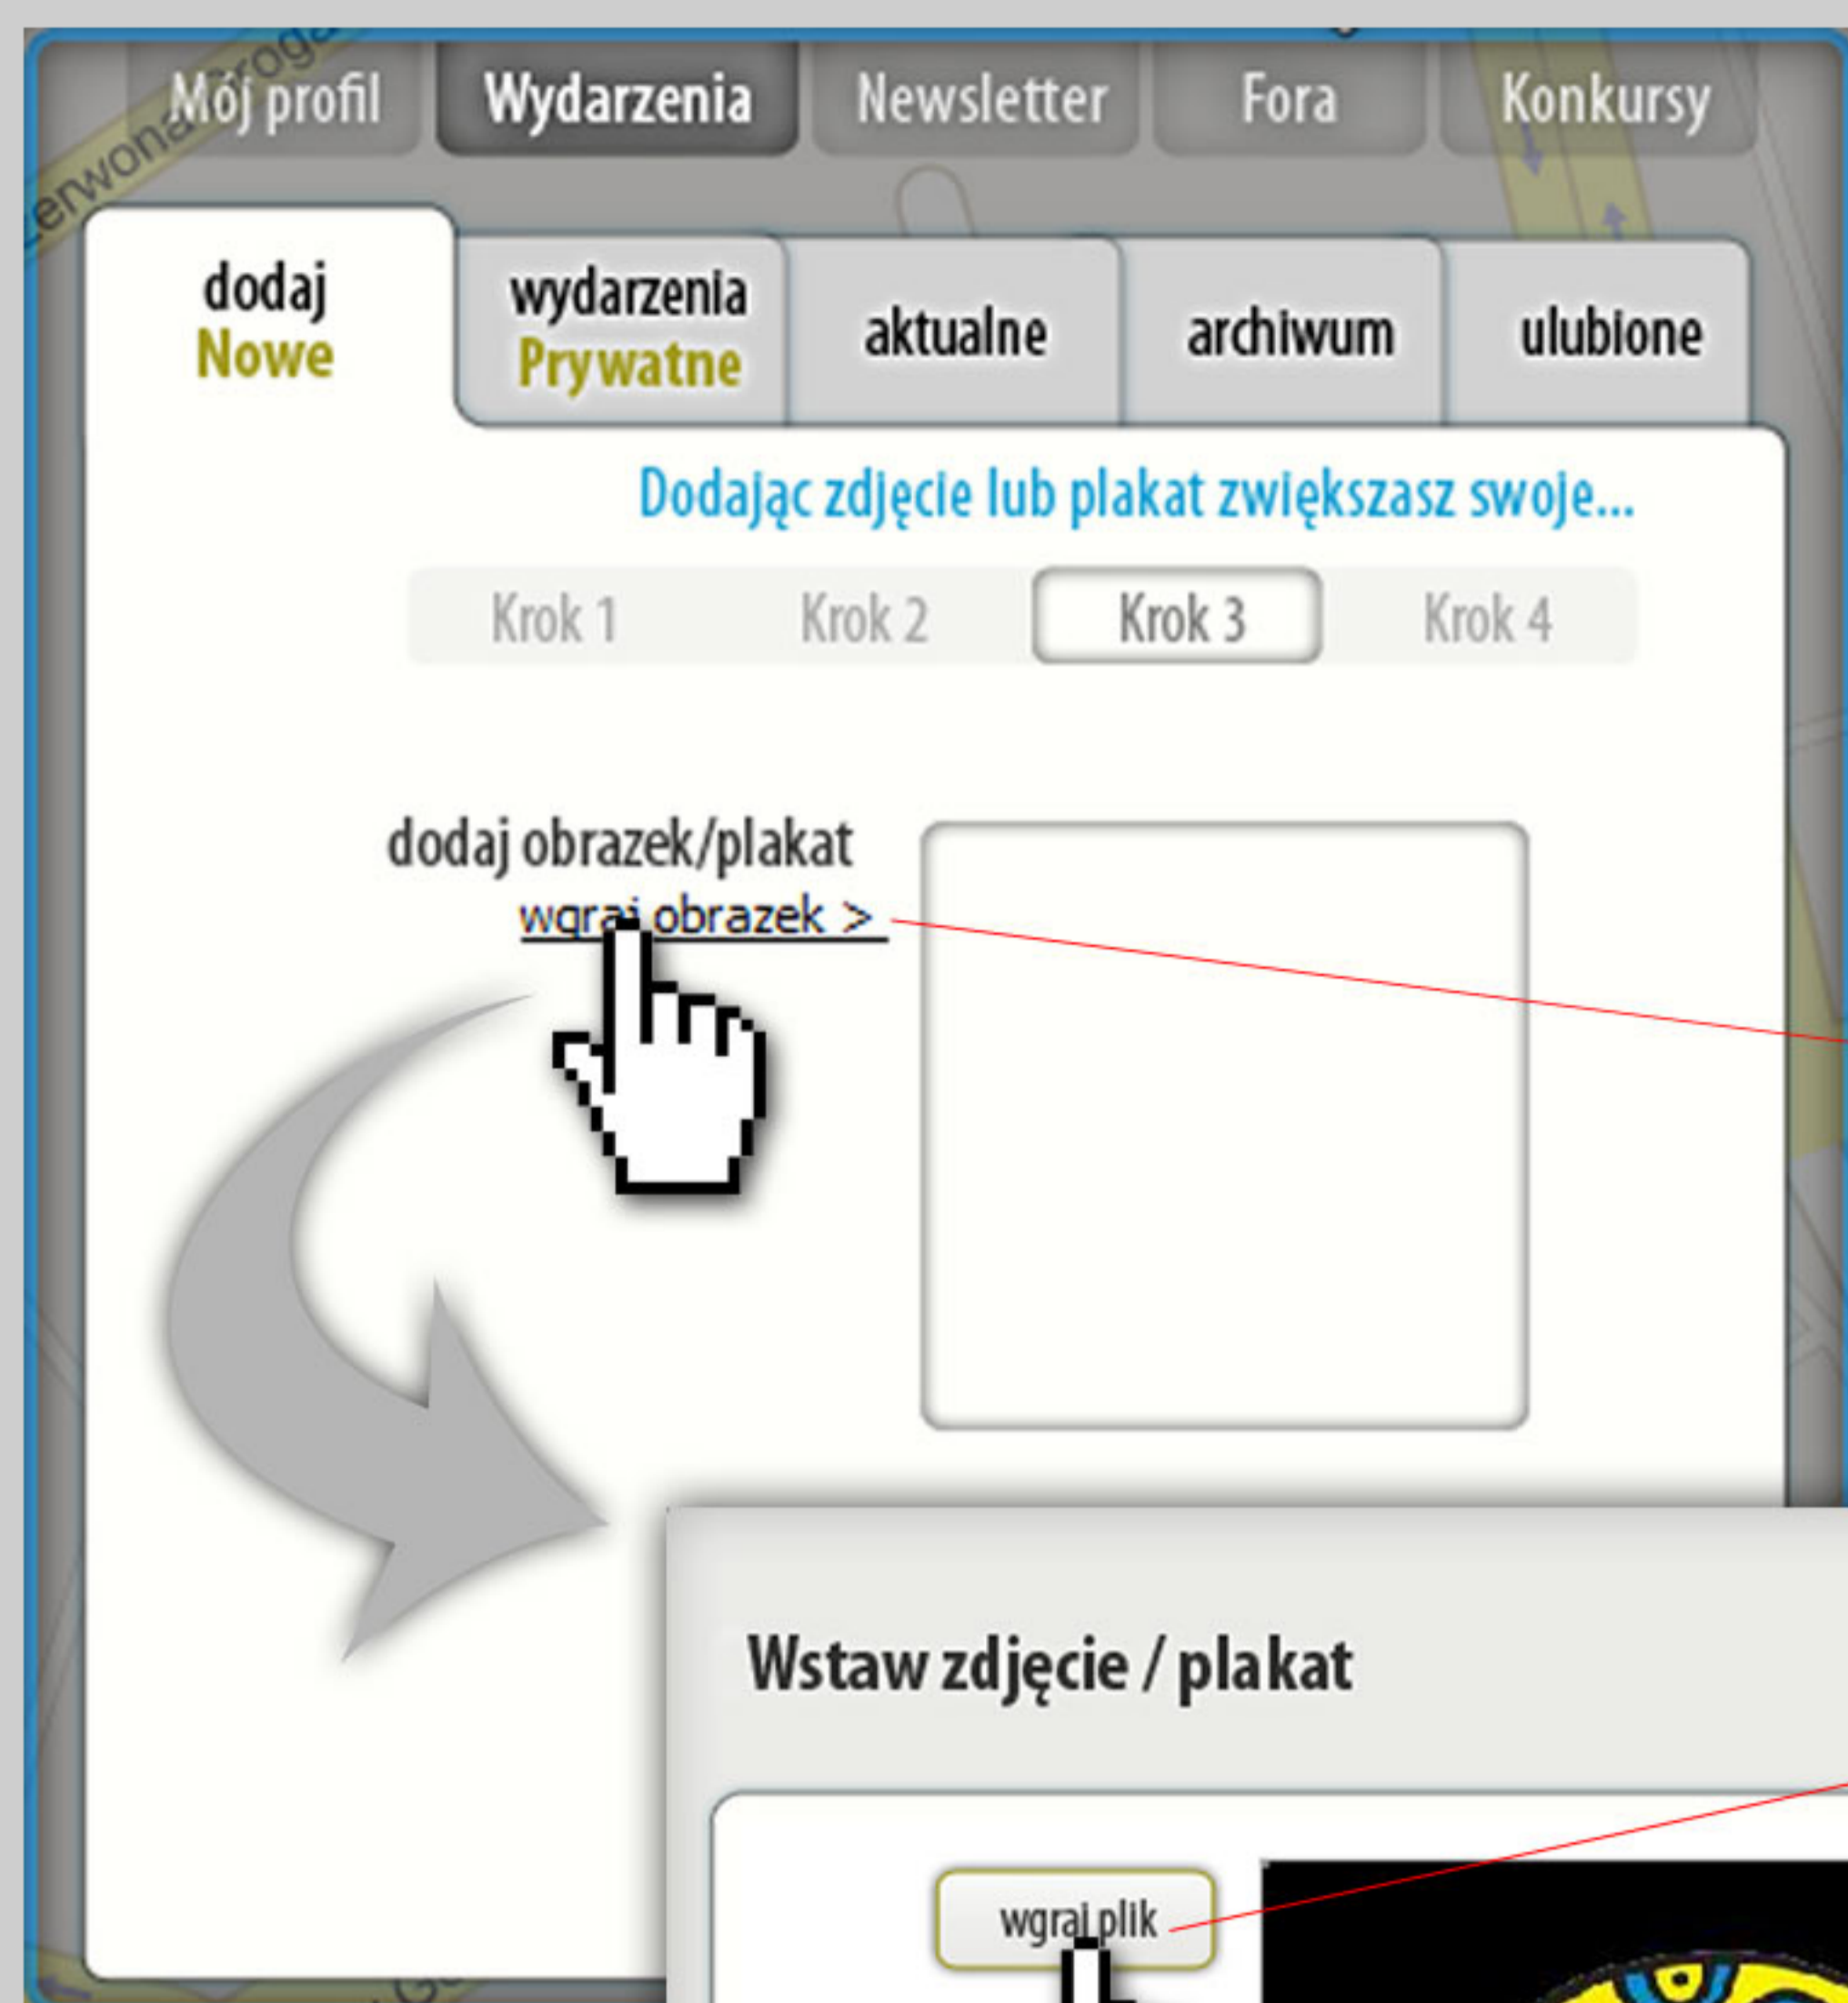 Mój profil Wydarzenia Newsletter Fora Konkursy
dodaj
Nowe
wydarzenia
Prywatne
aktualne
archiwum
ulubione
Dodając zdjęcie lub plakat zwiększasz swoje...
Krok 1 Krok 2 Krok 3 Krok 4
dodaj obrazek/plakat
wgraj obrazek >
Wstaw zdjęcie / plakat
wgraj plik